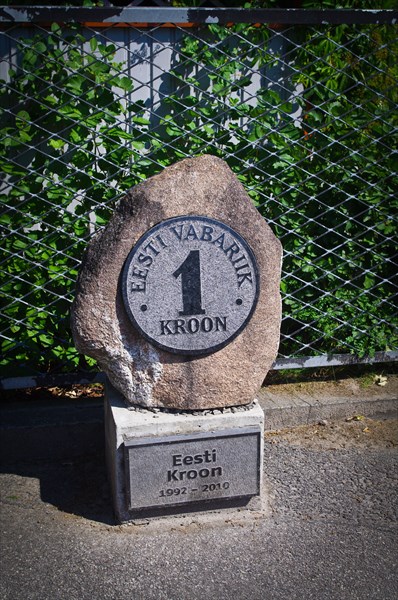 EESTI VABARIIK
1
KROON
Eesti
Kroon
1992 - 2010